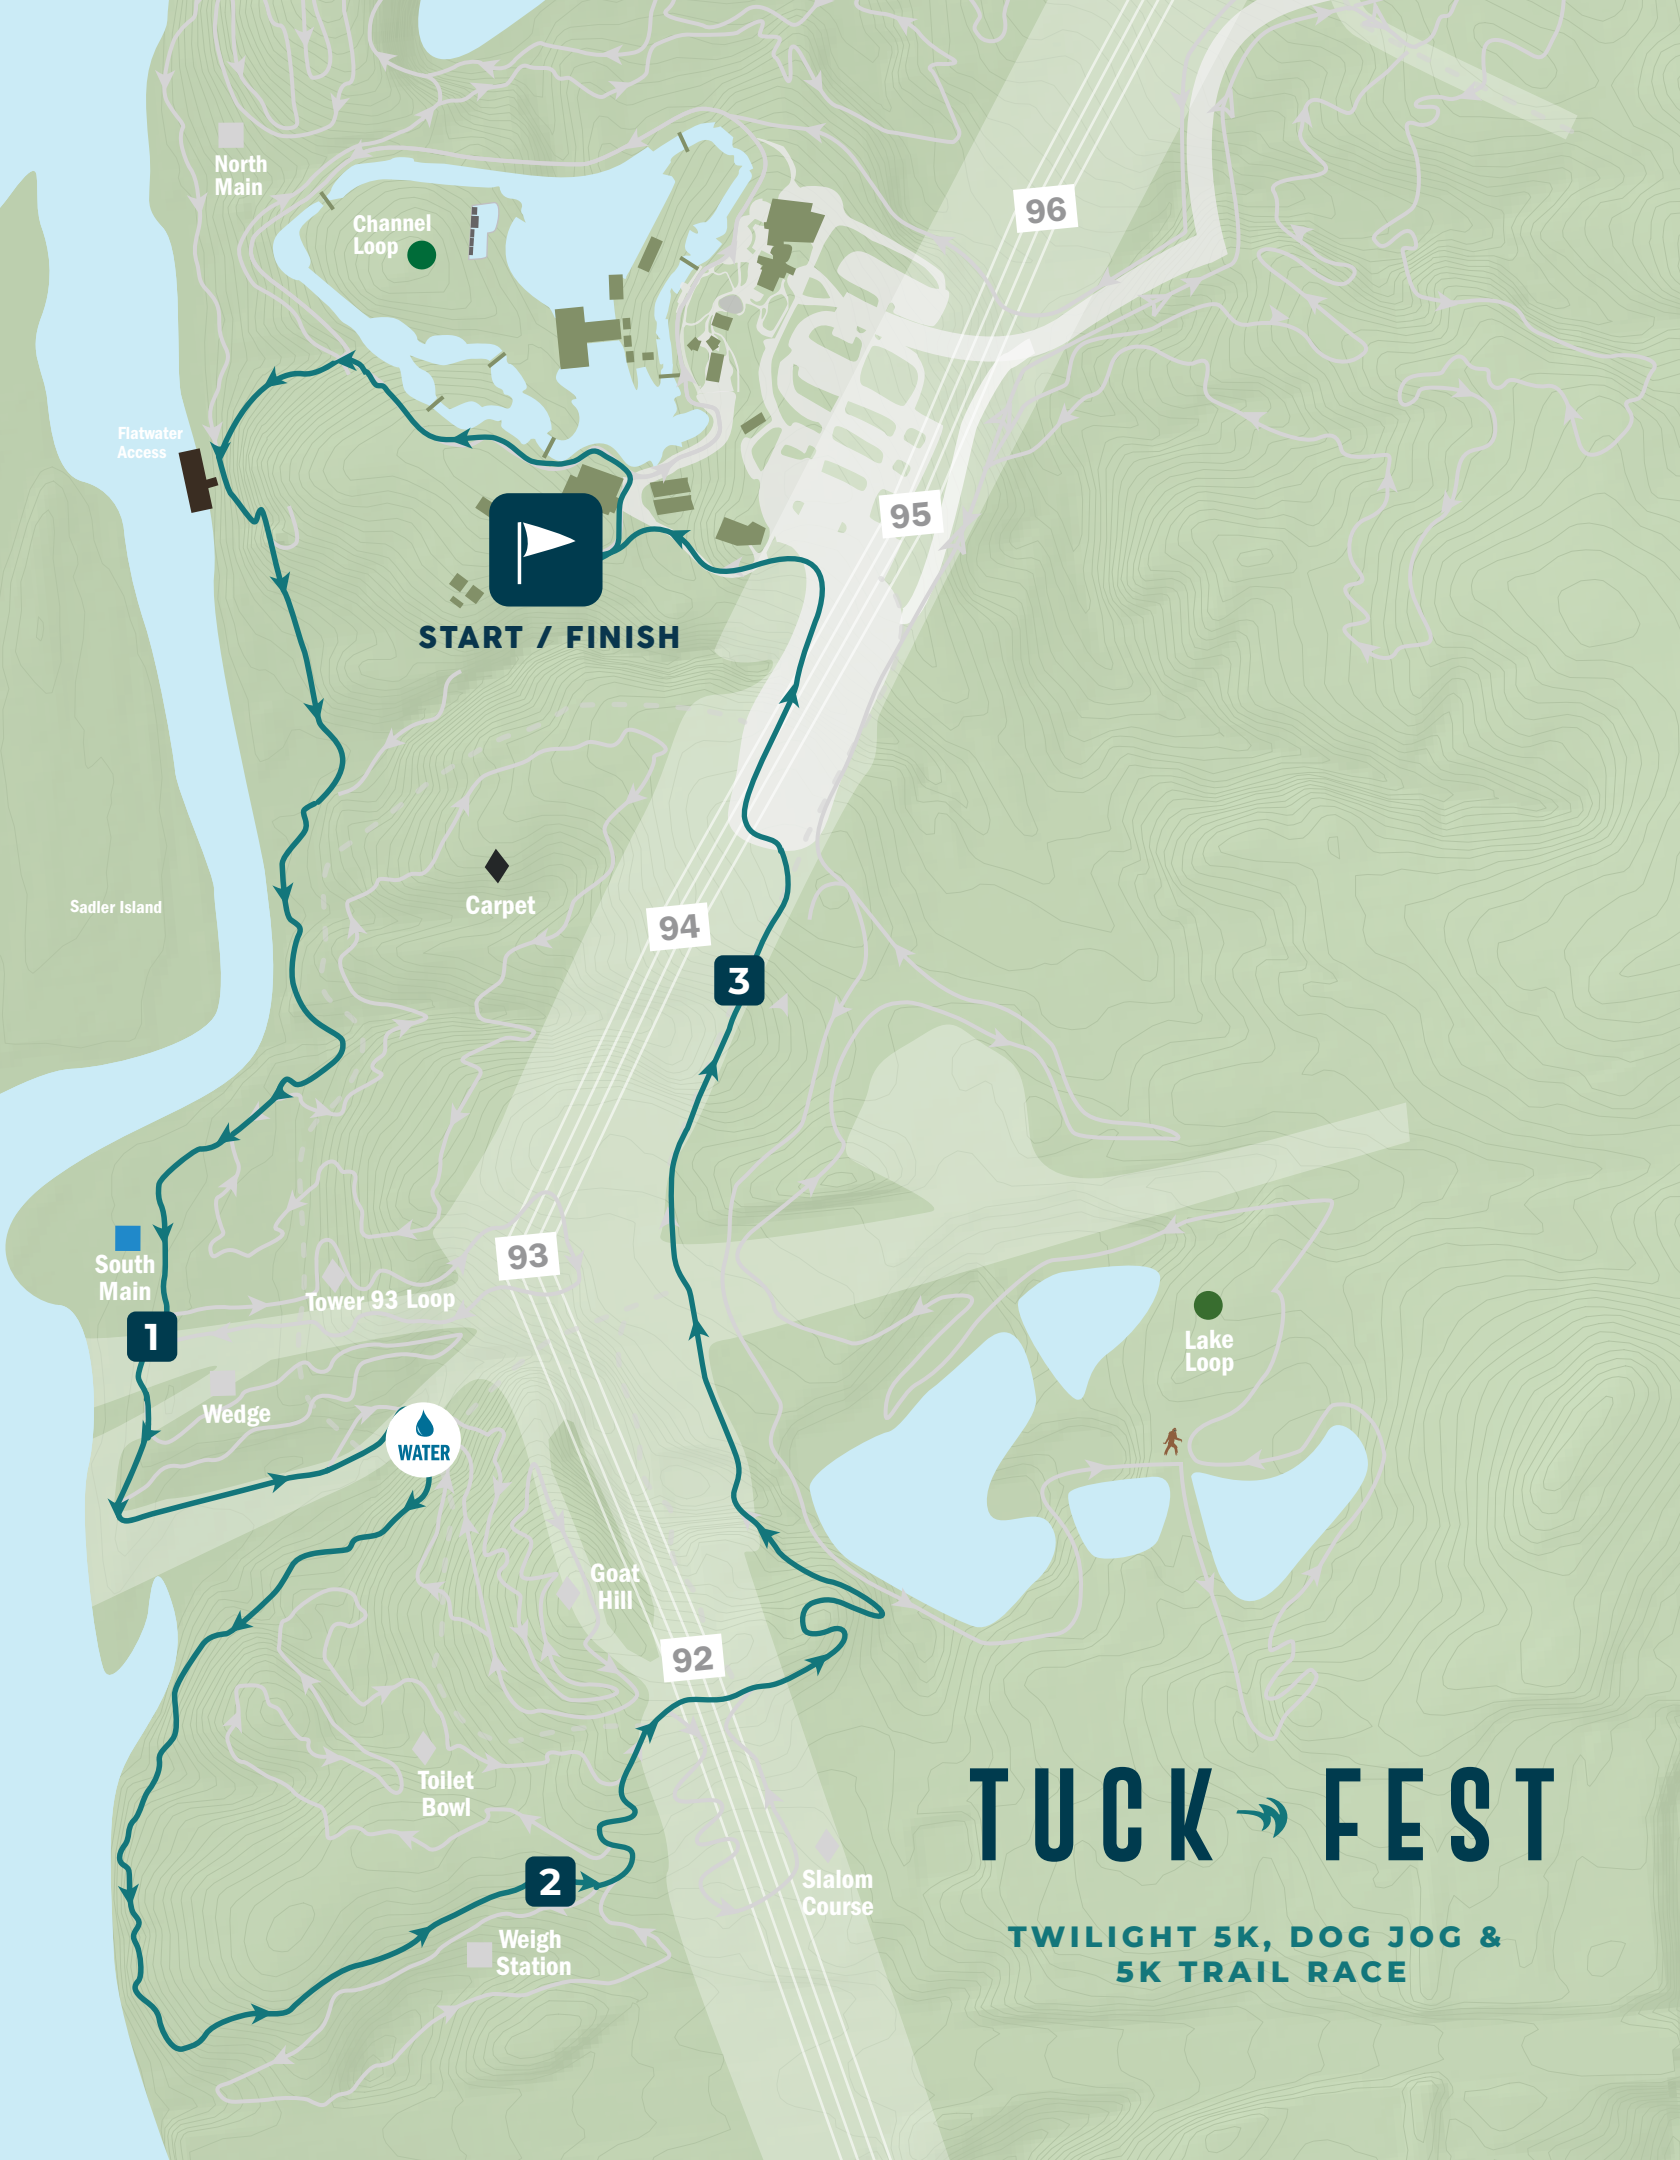 North
Main
Channel
Loop
96
Flatwater
Access
95
START / FINISH
Carpet
Sadler Island
94
3
South
Main
93
Tower 93 Loop
1
Lake
Loop
Wedge
WATER
Goat
Hill
92
Toilet
Bowl
TUCK FEST
2
Slalom
Course
Weigh
Station
TWILIGHT 5K, DOG JOG &
5K TRAIL RACE